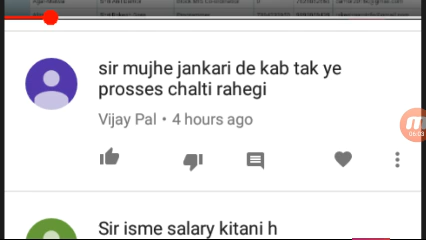 sir mujhe jankari de kab tak ye
prosses chalti rahegi
Vijay Pal • 4 hours ago
Sir isme salary kitani h